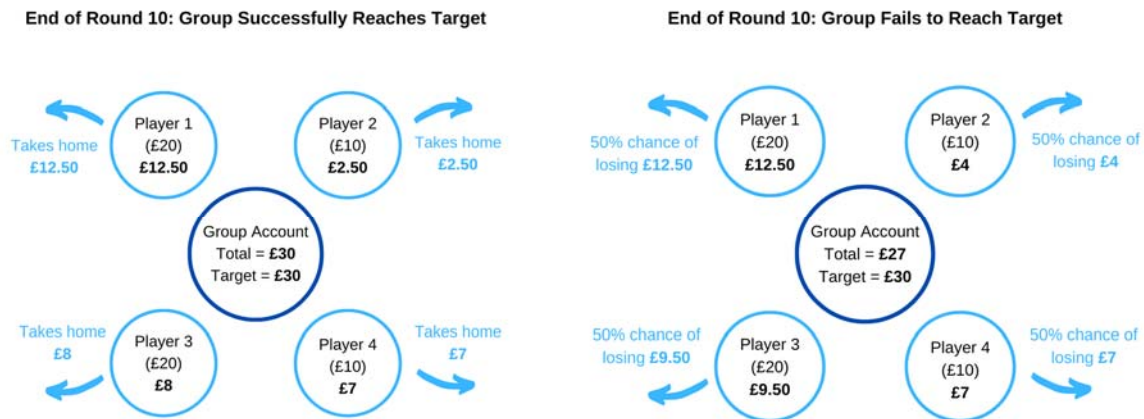 End of Round 10: Group Successfully Reaches Target
Player 1
(£20)
£12.50
Takes home
£12.50
Player 2
(£10)
£2.50
Takes home
£2.50
Group Account
Total = £30
Target = £30
Takes home
£8
Player 3
(£20)
£8
Player 4
(£10)
£7
Takes home
£7
End of Round 10: Group Fails to Reach Target
50% chance of
losing £12.50
Player 1
(£20)
£12.50
Player 2
(£10)
£4
50% chance of
losing £4
Group Account
Total = £27
Target = £30
50% chance of
losing £9.50
Player 3
(£20)
£9.50
Player 4
(£10)
£7
50% chance of
losing £7